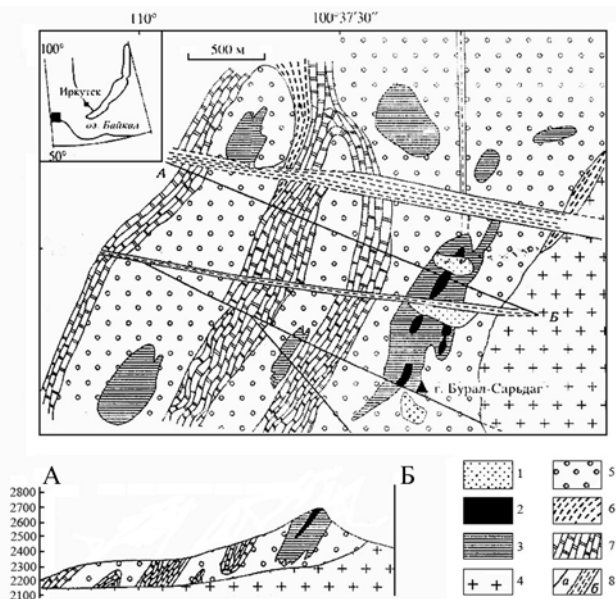 110° 100°37'30"
500 м
100°
Иркутск
оз. Байкал
50°
А
Б
г. Бурал-Сарьдаг
А Б
2800
2700
2600
2500
2400
2300
2200
2100
1 5
2 6
3 7
4 а б 8